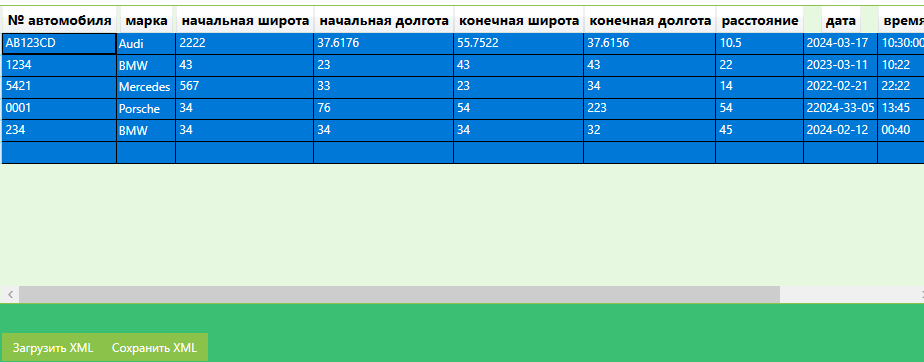 № автомобиля марка начальная широта начальная долгота конечная широта конечная долгота расстояние дата время
AB123CD Audi 2222 37.6176 55.7522 37.6156 10.5 2024-03-17 10:30:00
1234 BMW 43 23 43 43 22 2023-03-11 10:22
5421 Mercedes 567 33 23 34 14 2022-02-21 22:22
0001 Porsche 34 76 54 223 54 22024-33-05 13:45
234 BMW 34 34 34 32 45 2024-02-12 00:40
Загрузить XML Сохранить XML